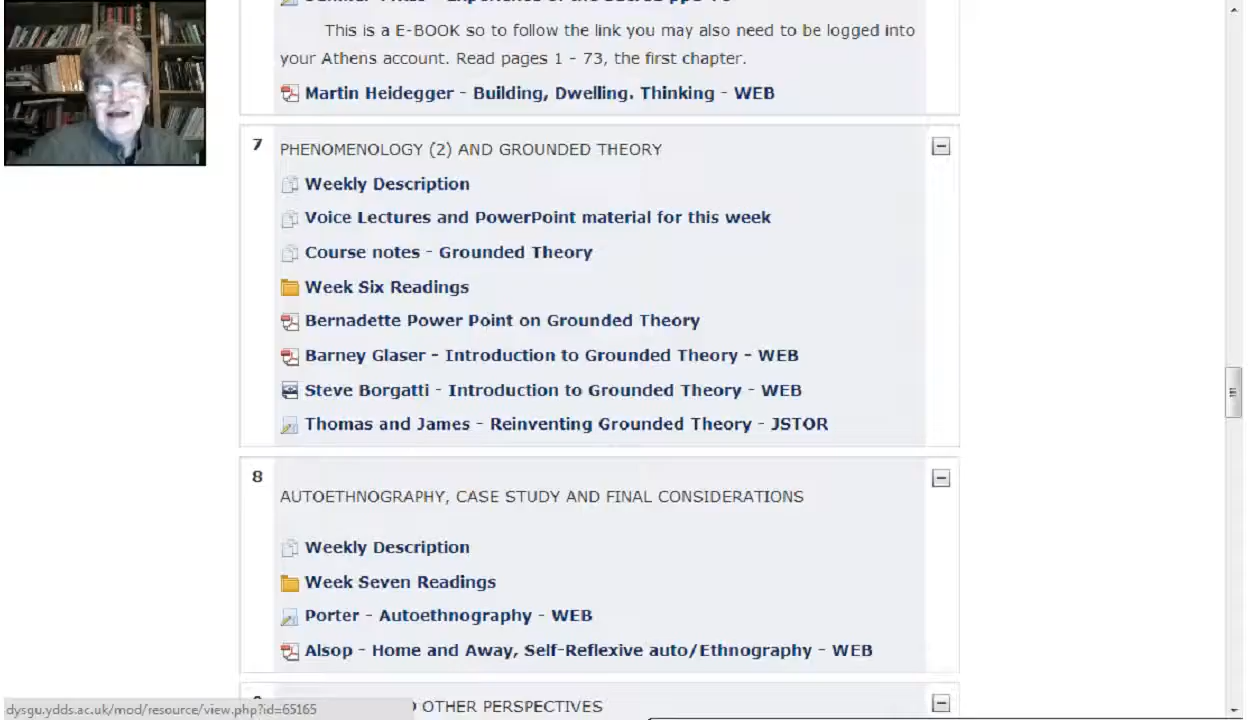 This is a E-BOOK so to follow the link you may also need to be logged into
your Athens account. Read pages 1 - 73, the first chapter.
Martin Heidegger - Building, Dwelling. Thinking - WEB
7
PHENOMENOLOGY (2) AND GROUNDED THEORY
Weekly Description
Voice Lectures and PowerPoint material for this week
Course notes - Grounded Theory
Week Six Readings
Bernadette Power Point on Grounded Theory
Barney Glaser - Introduction to Grounded Theory - WEB
Steve Borgatti - Introduction to Grounded Theory - WEB
Thomas and James - Reinventing Grounded Theory - JSTOR
8
AUTOETHNOGRAPHY, CASE STUDY AND FINAL CONSIDERATIONS
Weekly Description
Week Seven Readings
Porter - Autoethnography - WEB
Alsop - Home and Away, Self-Reflexive auto/Ethnography - WEB
OTHER PERSPECTIVES
dysgu.ydds.ac.uk/mod/resource/view.php?id=65165